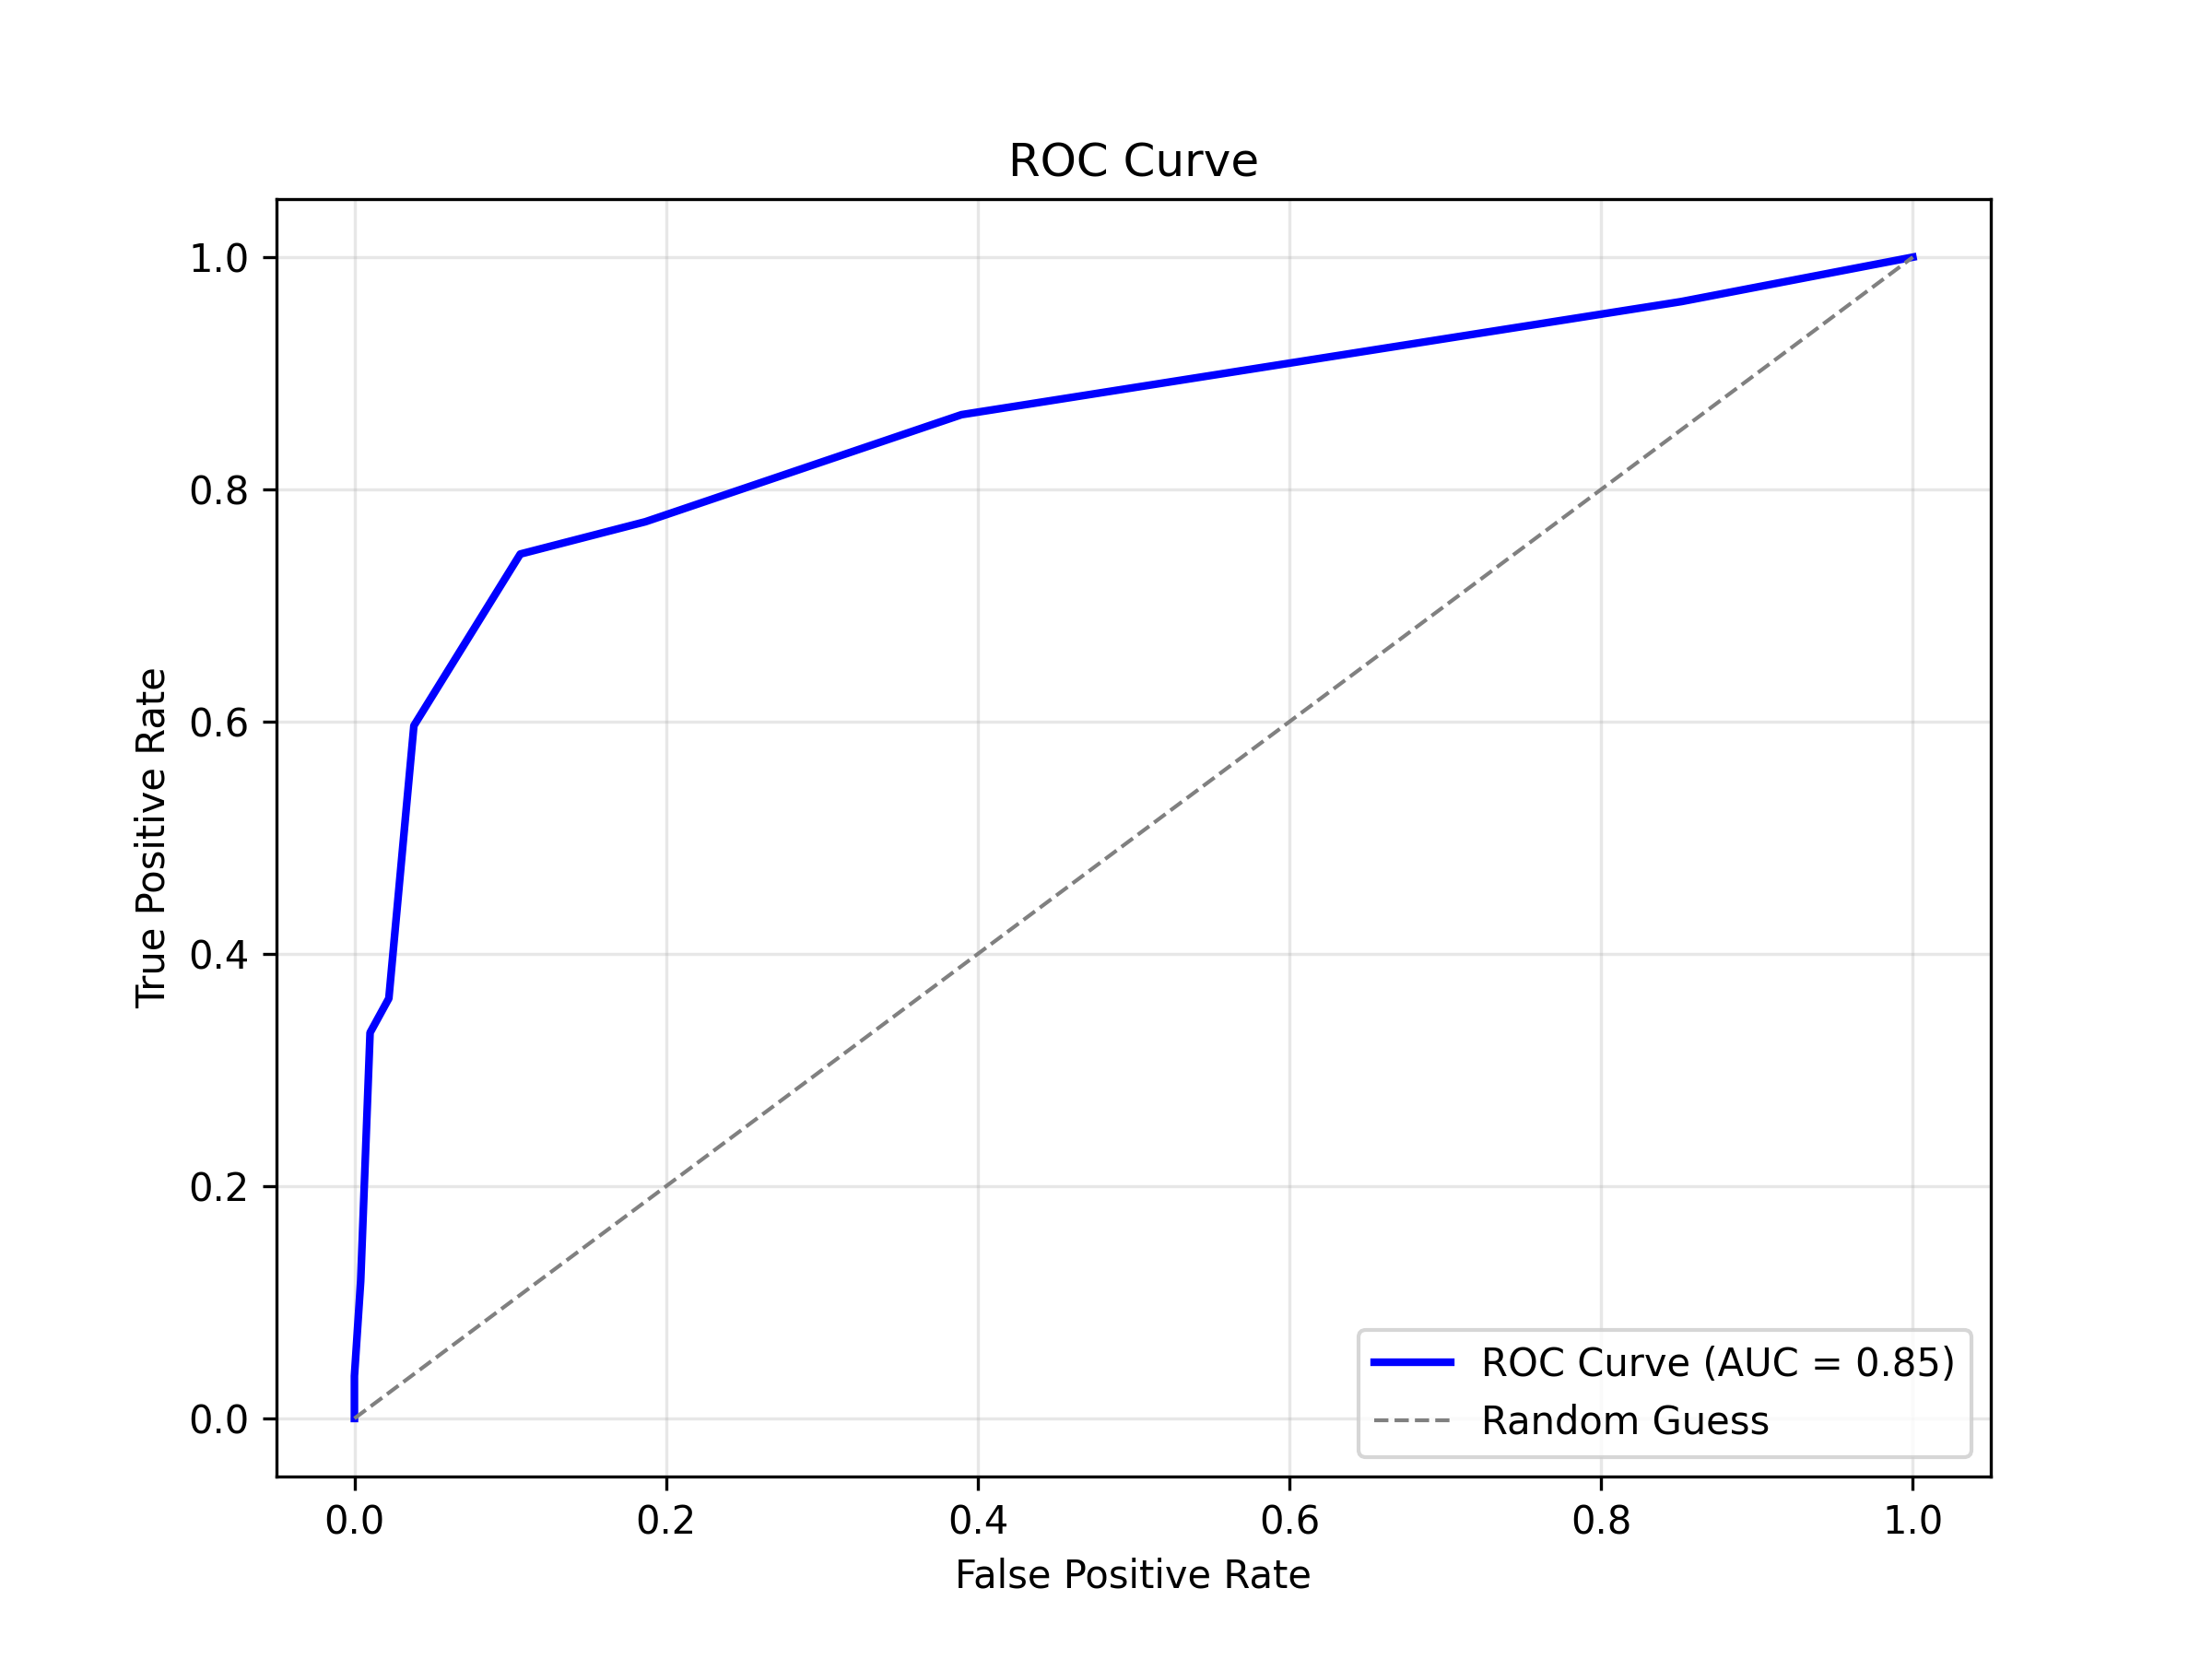 ROC Curve
True Positive Rate
1.0
0.8
0.6
0.4
0.2
0.0
0.0 0.2 0.4 0.6 0.8 1.0
False Positive Rate
ROC Curve (AUC = 0.85)
Random Guess